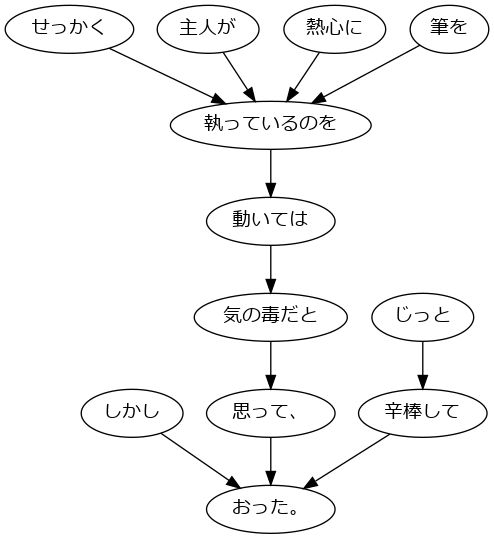 せっかく 主人が 熱心に 筆を
執っているのを
動いては
気の毒だと じっと
しかし 思って、 辛棒して
おった。